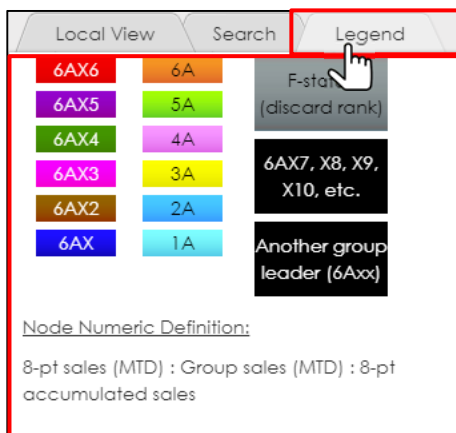 Local View
Search
Legend
6AX6
6A
6AX5
5A
(discard rank)
6AX4
4A
6AX3
3A
6AX7, X8, X9,
X10, etc.
6AX2
2A
6AX
1A
Another group
leader (6Axx)
Node Numeric Definition:
8-pt sales (MTD) : Group sales (MTD) : 8-pt
accumulated sales